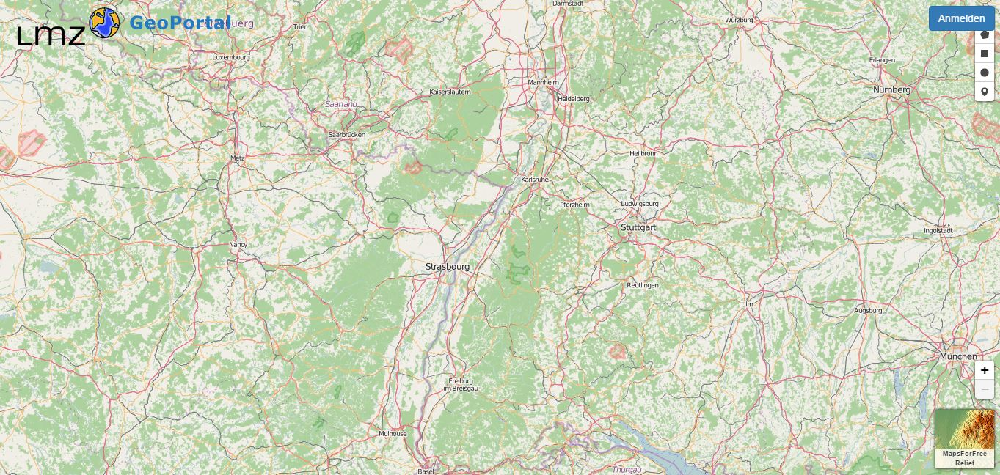 Darmstadt
lmz
GeoPortal
Anmelden
Trier
Würzburg
Luxembourg
Erlangen
Mannheim
Nürnberg
Kaiserslautern
Heidelberg
Saarland
Saarbrücken
Heilbronn
Metz
Karlsruhe
Pforzheim
Ludwigsburg
Stuttgart
Ingolstadt
Nancy
Strasbourg
Reutlingen
Ulm
Augsburg
München
+
−
Freiburg
im Breisgau
Mulhouse
MapsForFree
Relief
Basel
Thurgau